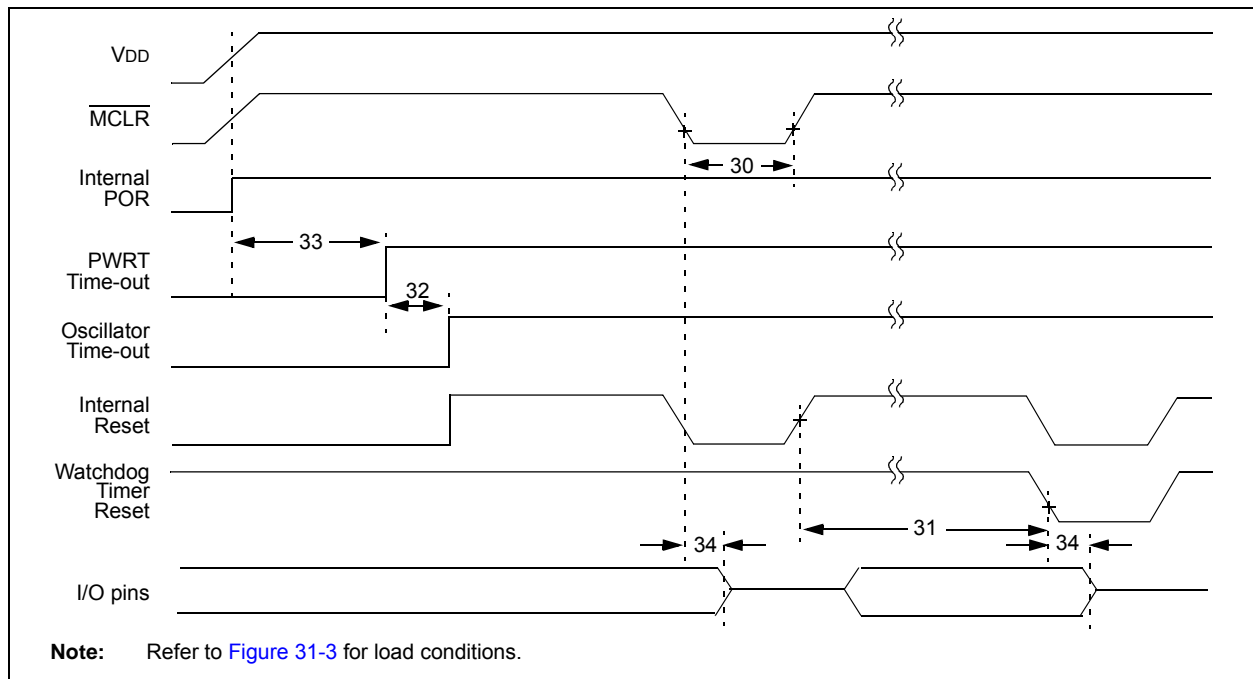 VDD
MCLR
30
Internal
POR
33
PWRT
Time-out
32
Oscillator
Time-out
Internal
Reset
Watchdog
Timer
Reset
31
34
34
I/O pins
Note: Refer to Figure 31-3 for load conditions.